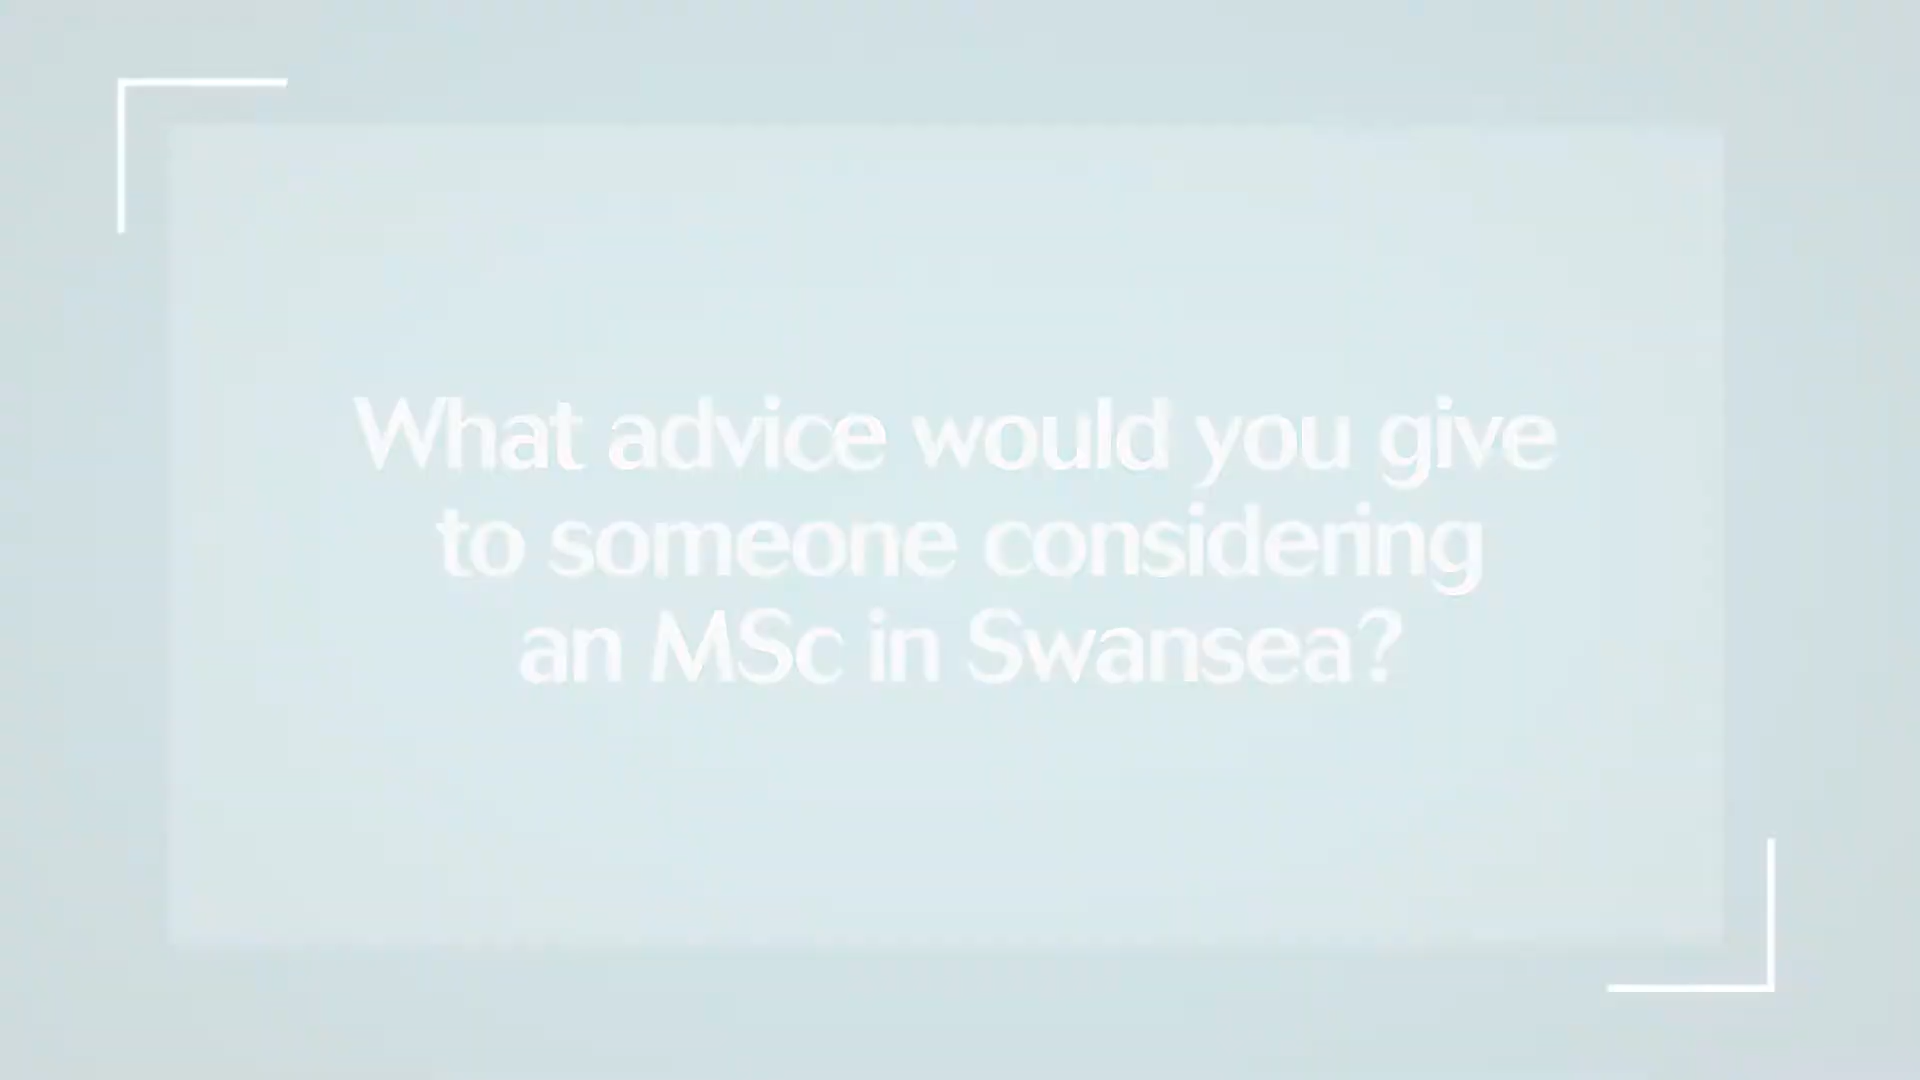 What advice would you give
to someone considering
an MSc in Swansea?